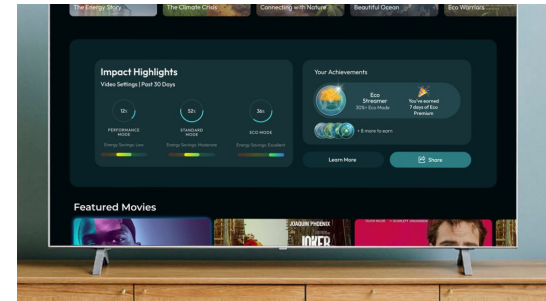 The Energy Story
The Climate Crisis
Connecting with Nature
Beautiful Ocean
Eco Warriors
Impact Highlights
Video Settings | Past 30 Days
12%
52%
36%
PERFORMANCE
MODE
STANDARD
MODE
ECO MODE
Energy Savings: Low
Energy Savings: Moderate
Energy Savings: Excellent
Your Achievements
Eco
Streamer
30%+ Eco Mode
You've earned
7 days of Eco
Premium
+ 8 more to earn
Learn More
Share
Featured Movies
JOAQUIN PHOENIX
JOKER